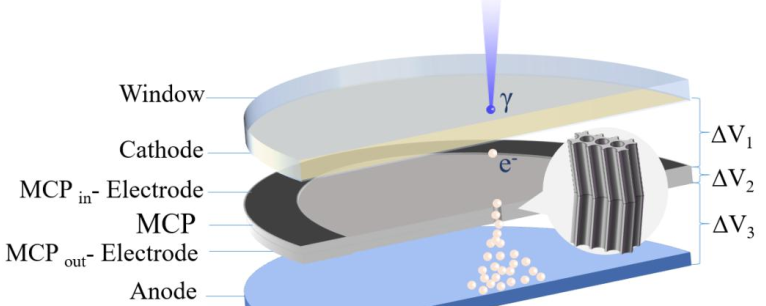 Window
γ
Cathode
ΔV1
e-
MCP in- Electrode
ΔV2
MCP
ΔV3
MCP out- Electrode
Anode